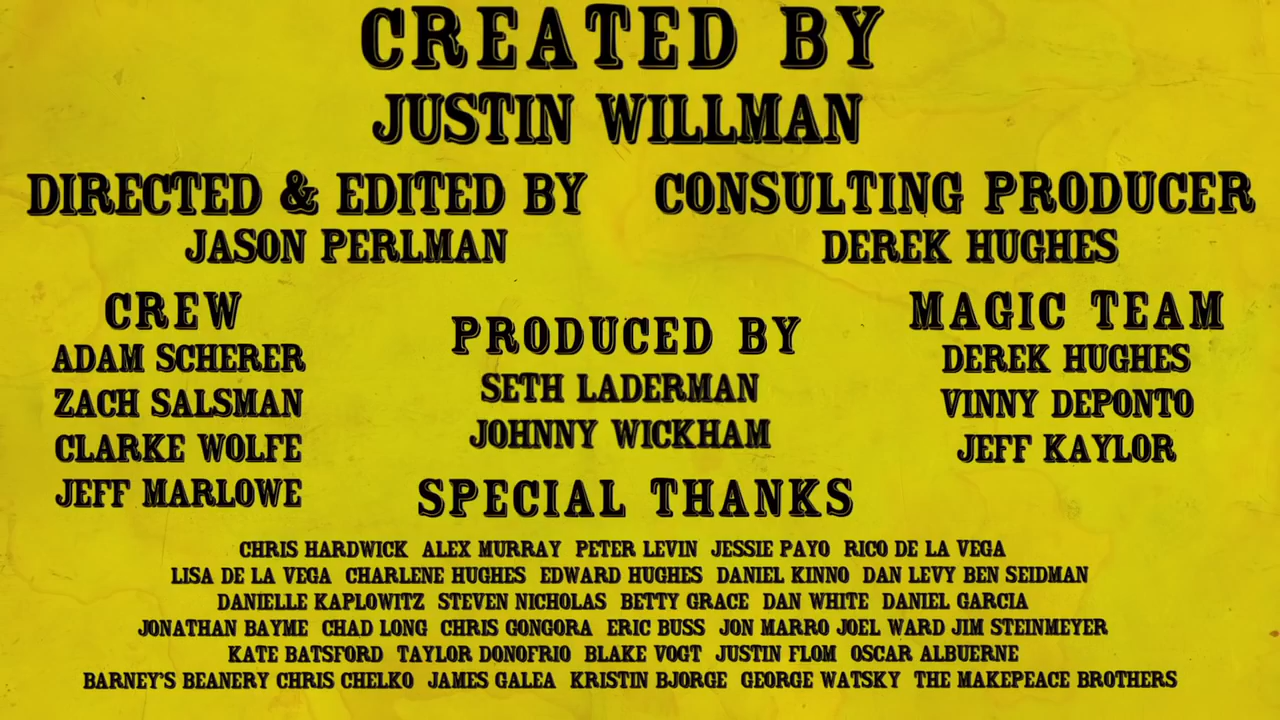 CREATED BY
JUSTIN WILLMAN
DIRECTED & EDITED BY
JASON PERLMAN
CONSULTING PRODUCER
DEREK HUGHES
CREW
ADAM SCHERER
ZACH SALSMAN
CLARKE WOLFE
JEFF MARLOWE
PRODUCED BY
SETH LADERMAN
JOHNNY WICKHAM
MAGIC TEAM
DEREK HUGHES
VINNY DEPONTO
JEFF KAYLOR
SPECIAL THANKS
CHRIS HARDWICK ALEX MURRAY PETER LEVIN JESSIE PAYO RICO DE LA VEGA
LISA DE LA VEGA CHARLENE HUGHES EDWARD HUGHES DANIEL KINNO DAN LEVY BEN SEIDMAN
DANIELLE KAPLOWITZ STEVEN NICHOLAS BETTY GRACE DAN WHITE DANIEL GARCIA
JONATHAN BAYME CHAD LONG CHRIS GONGORA ERIC BUSS JON MARRO JOEL WARD JIM STEINMEYER
KATE BATSFORD TAYLOR DONOFRIO BLAKE VOGT JUSTIN FLOM OSCAR ALBUERNE
BARNEY'S BEANERY CHRIS CHELKO JAMES GALEA KRISTIN BJORGE GEORGE WATSKY THE MAKEPEACE BROTHERS